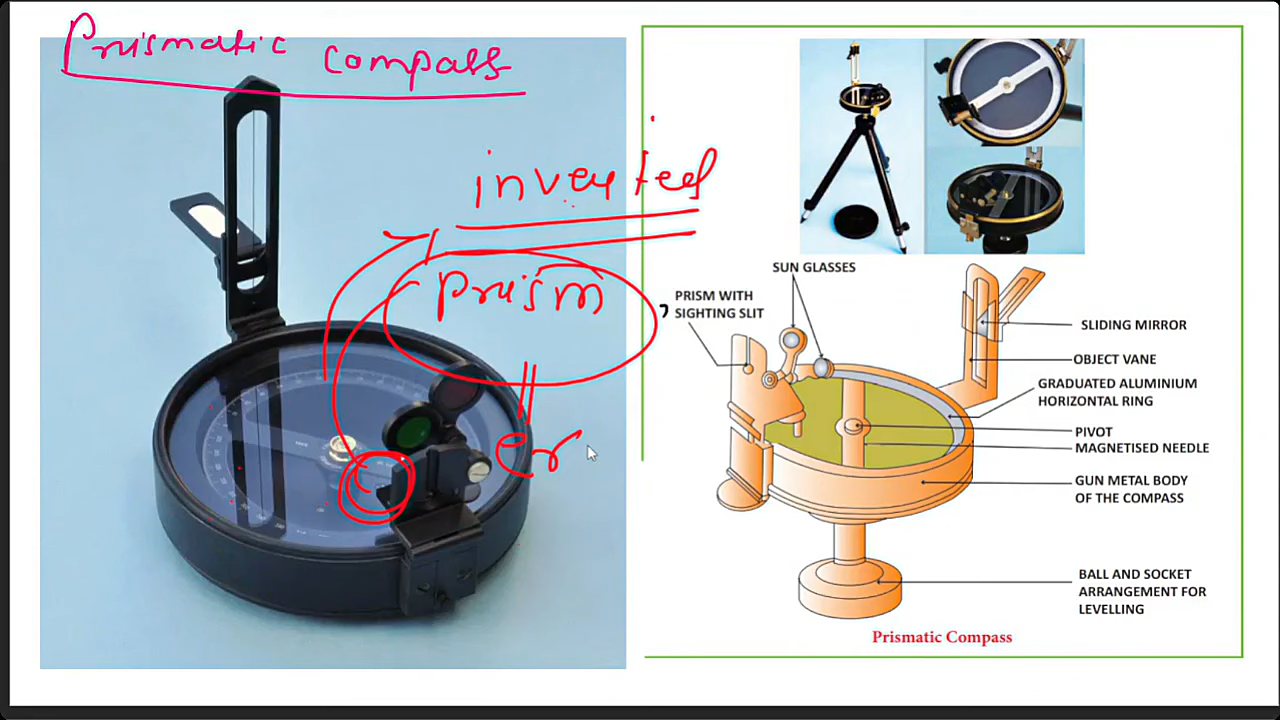 Prismatic Compass
inverted
Prism
er
SUN GLASSES
PRISM WITH
SIGHTING SLIT
SLIDING MIRROR
OBJECT VANE
GRADUATED ALUMINIUM
HORIZONTAL RING
PIVOT
MAGNETISED NEEDLE
GUN METAL BODY
OF THE COMPASS
BALL AND SOCKET
ARRANGEMENT FOR
LEVELLING
Prismatic Compass